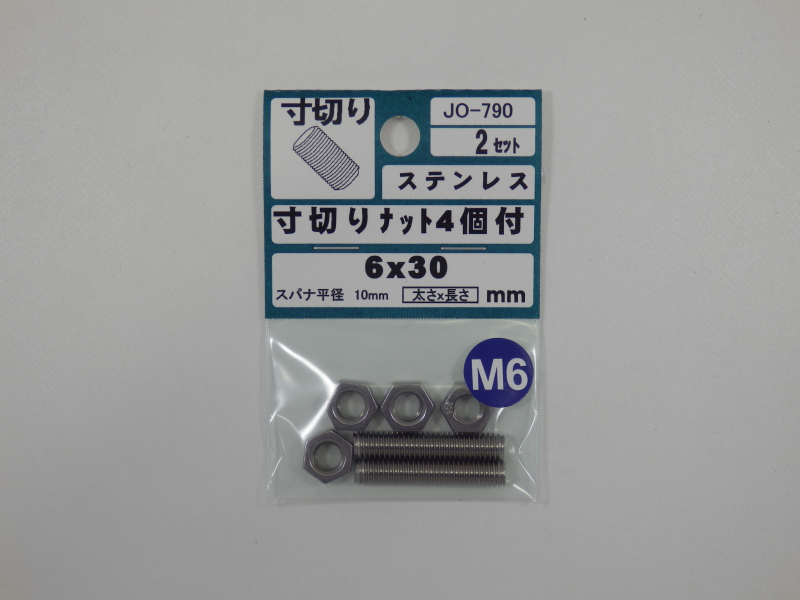 寸切り
JO-790
2セット
ステンレス
寸切りナット4個付
6x30
スパナ平径 10mm 太さx長さ mm
M6